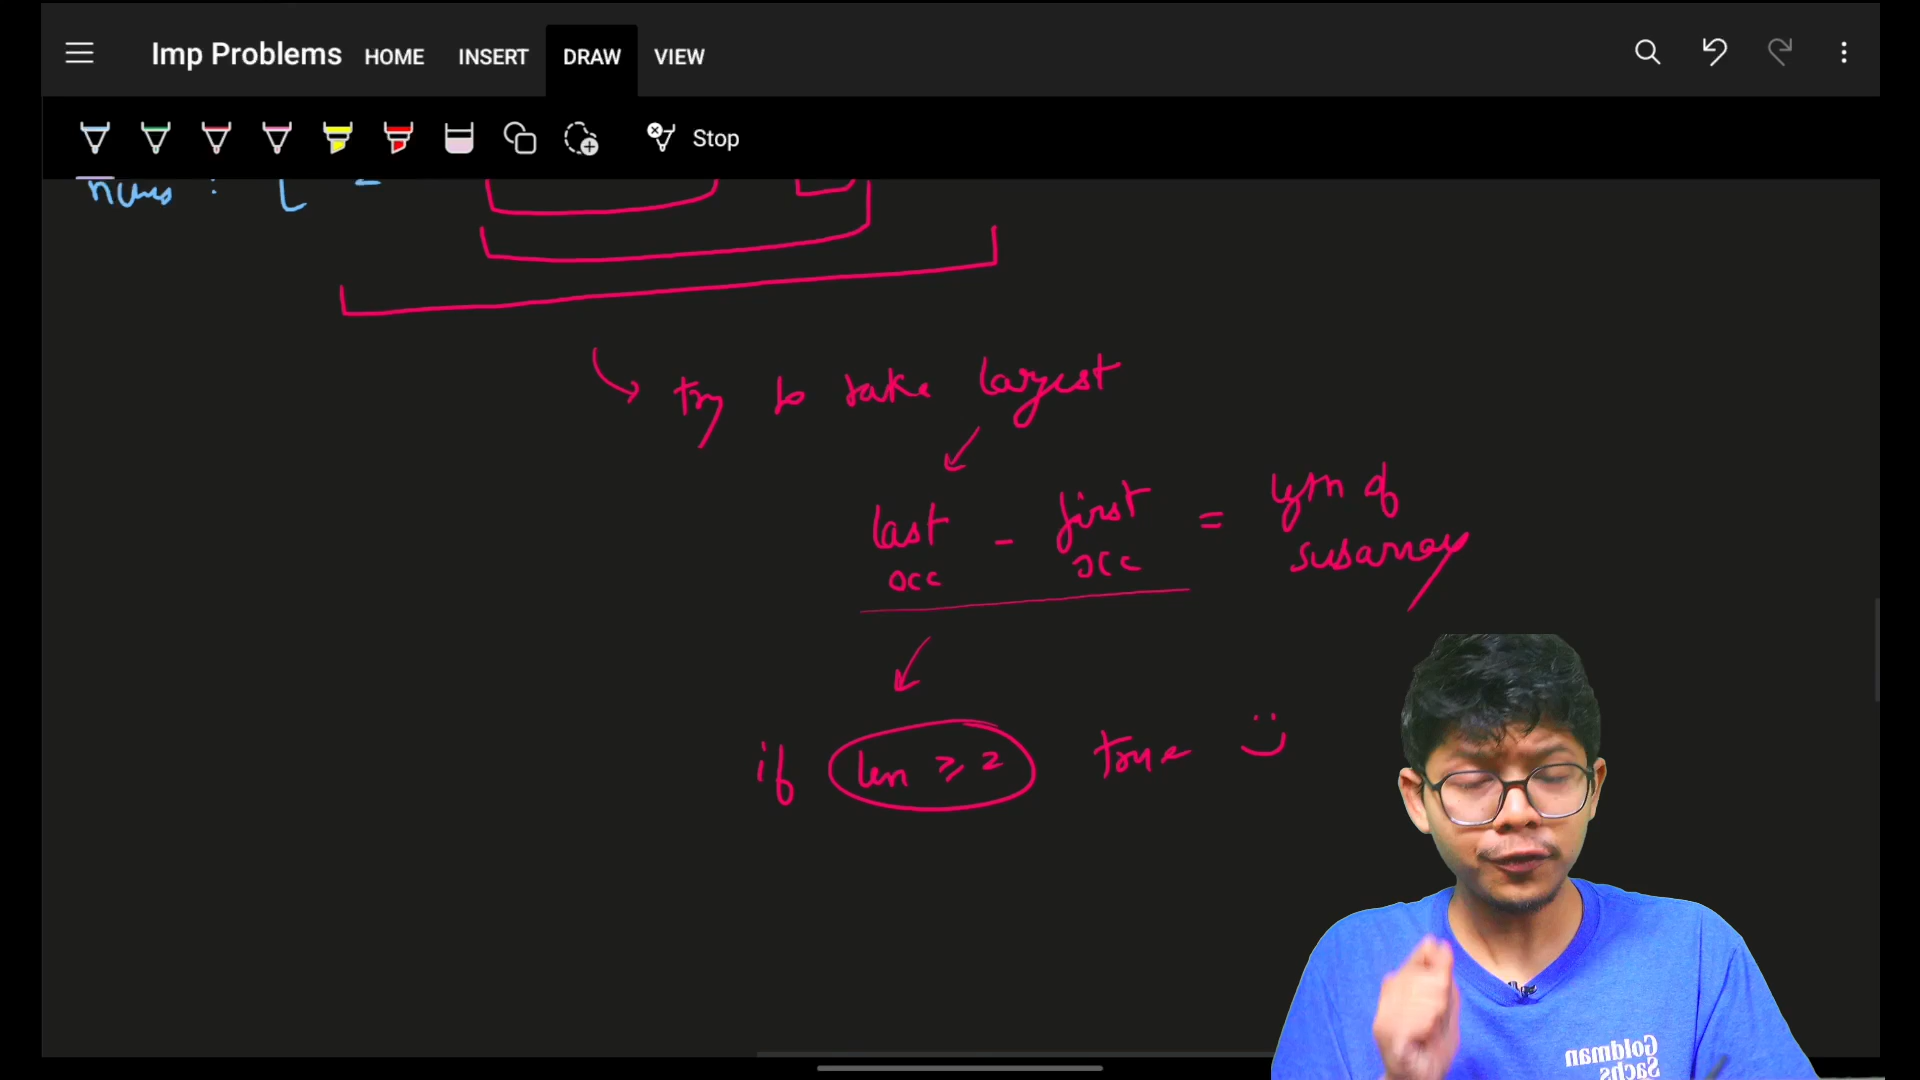 Imp Problems HOME INSERT DRAW VIEW
Stop
nums : [
try to take largest
last - first = lgth of
occ occ subarray
if len ≥ 2 true
Goldman
Sachs